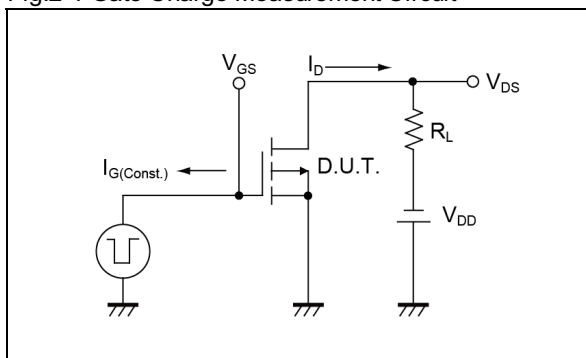 Fig.2-1 Gate Charge Measurement Circuit
V_GS
I_D
V_DS
R_L
I_G(Const.)
D.U.T.
V_DD